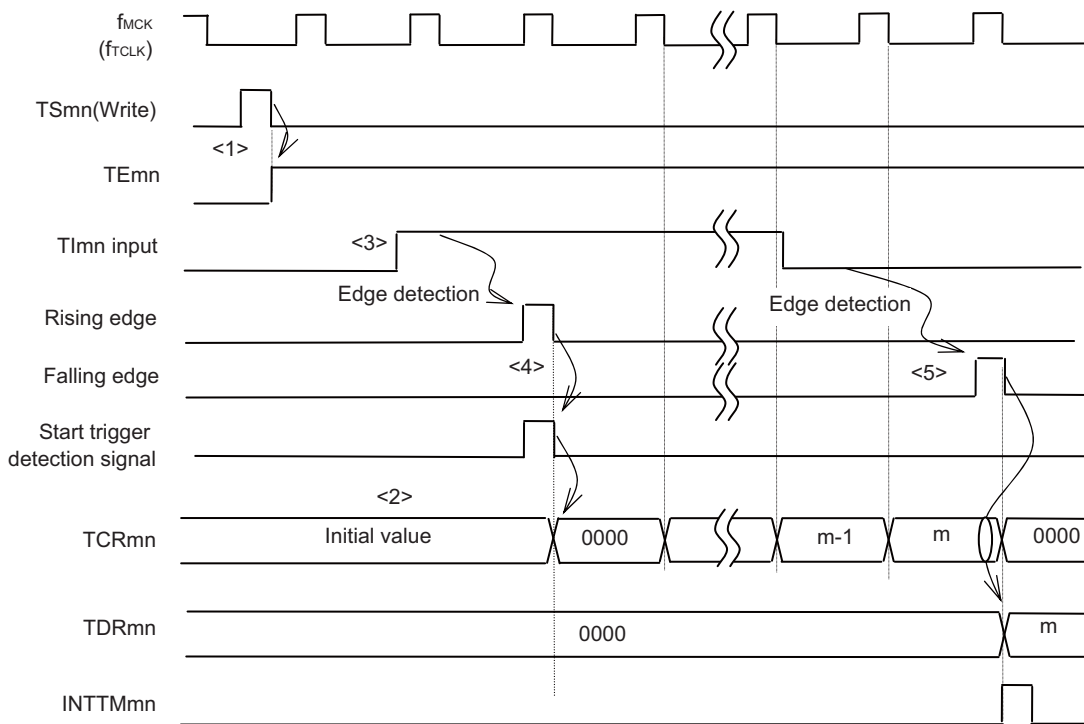 fMCK
(fTCLK)
TSmn(Write)
<1>
TEmn
TImn input
<3>
Edge detection
Edge detection
Rising edge
<4>
Falling edge
<5>
Start trigger
detection signal
<2>
TCRmn
Initial value
0000
m-1
m
0000
TDRmn
0000
m
INTTMmn